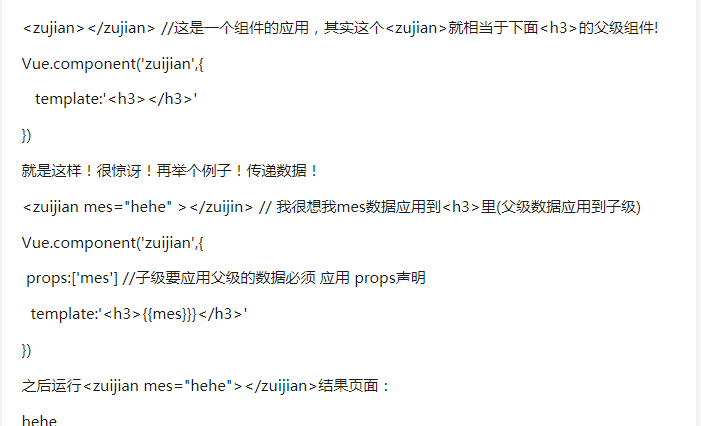 <zujian></zujian> //这是一个组件的应用，其实这个<zujian>就相当于下面<h3>的父级组件!
Vue.component('zuijian',{
template:'<h3></h3>'
})
就是这样！很惊讶！再举个例子！传递数据！
<zuijian mes="hehe" ></zuijin> // 我很想我mes数据应用到<h3>里(父级数据应用到子级)
Vue.component('zuijian',{
props:['mes'] //子级要应用父级的数据必须 应用 props声明
template:'<h3>{{mes}}}</h3>'
})
之后运行<zuijian mes="hehe"></zuijian>结果页面：
hehe